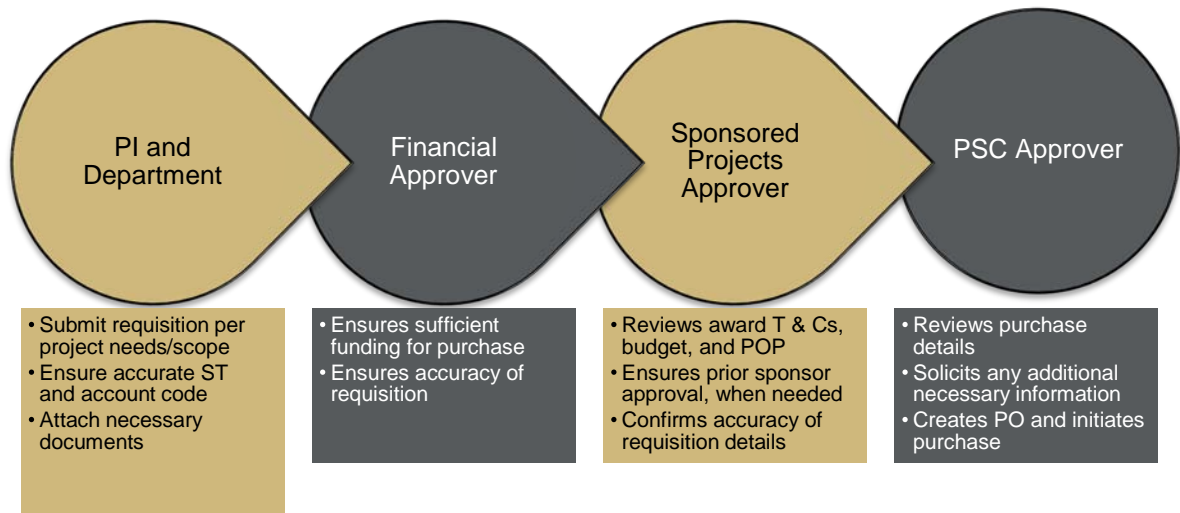 PI and
Department
Financial
Approver
Sponsored
Projects
Approver
PSC Approver
• Submit requisition per
project needs/scope
• Ensure accurate ST
and account code
• Attach necessary
documents
• Ensures sufficient
funding for purchase
• Ensures accuracy of
requisition
• Reviews award T & Cs,
budget, and POP
• Ensures prior sponsor
approval, when needed
• Confirms accuracy of
requisition details
• Reviews purchase
details
• Solicits any additional
necessary information
• Creates PO and initiates
purchase